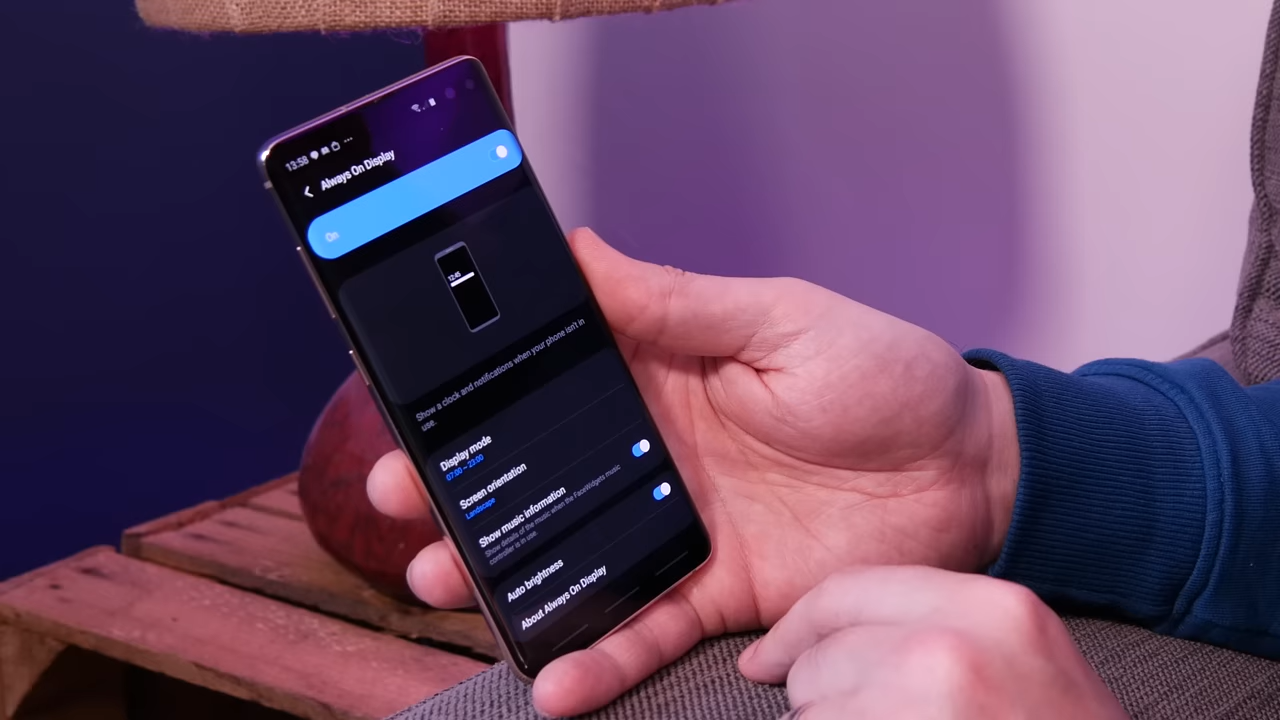 13:58
Always On Display
On
12:45
Show a clock and notifications when your phone isn't in
use.
Display mode
07:00 – 23:00
Screen orientation
Landscape
Show music information
Show details of the music when the FaceWidgets music
controller is in use.
Auto brightness
About Always On Display